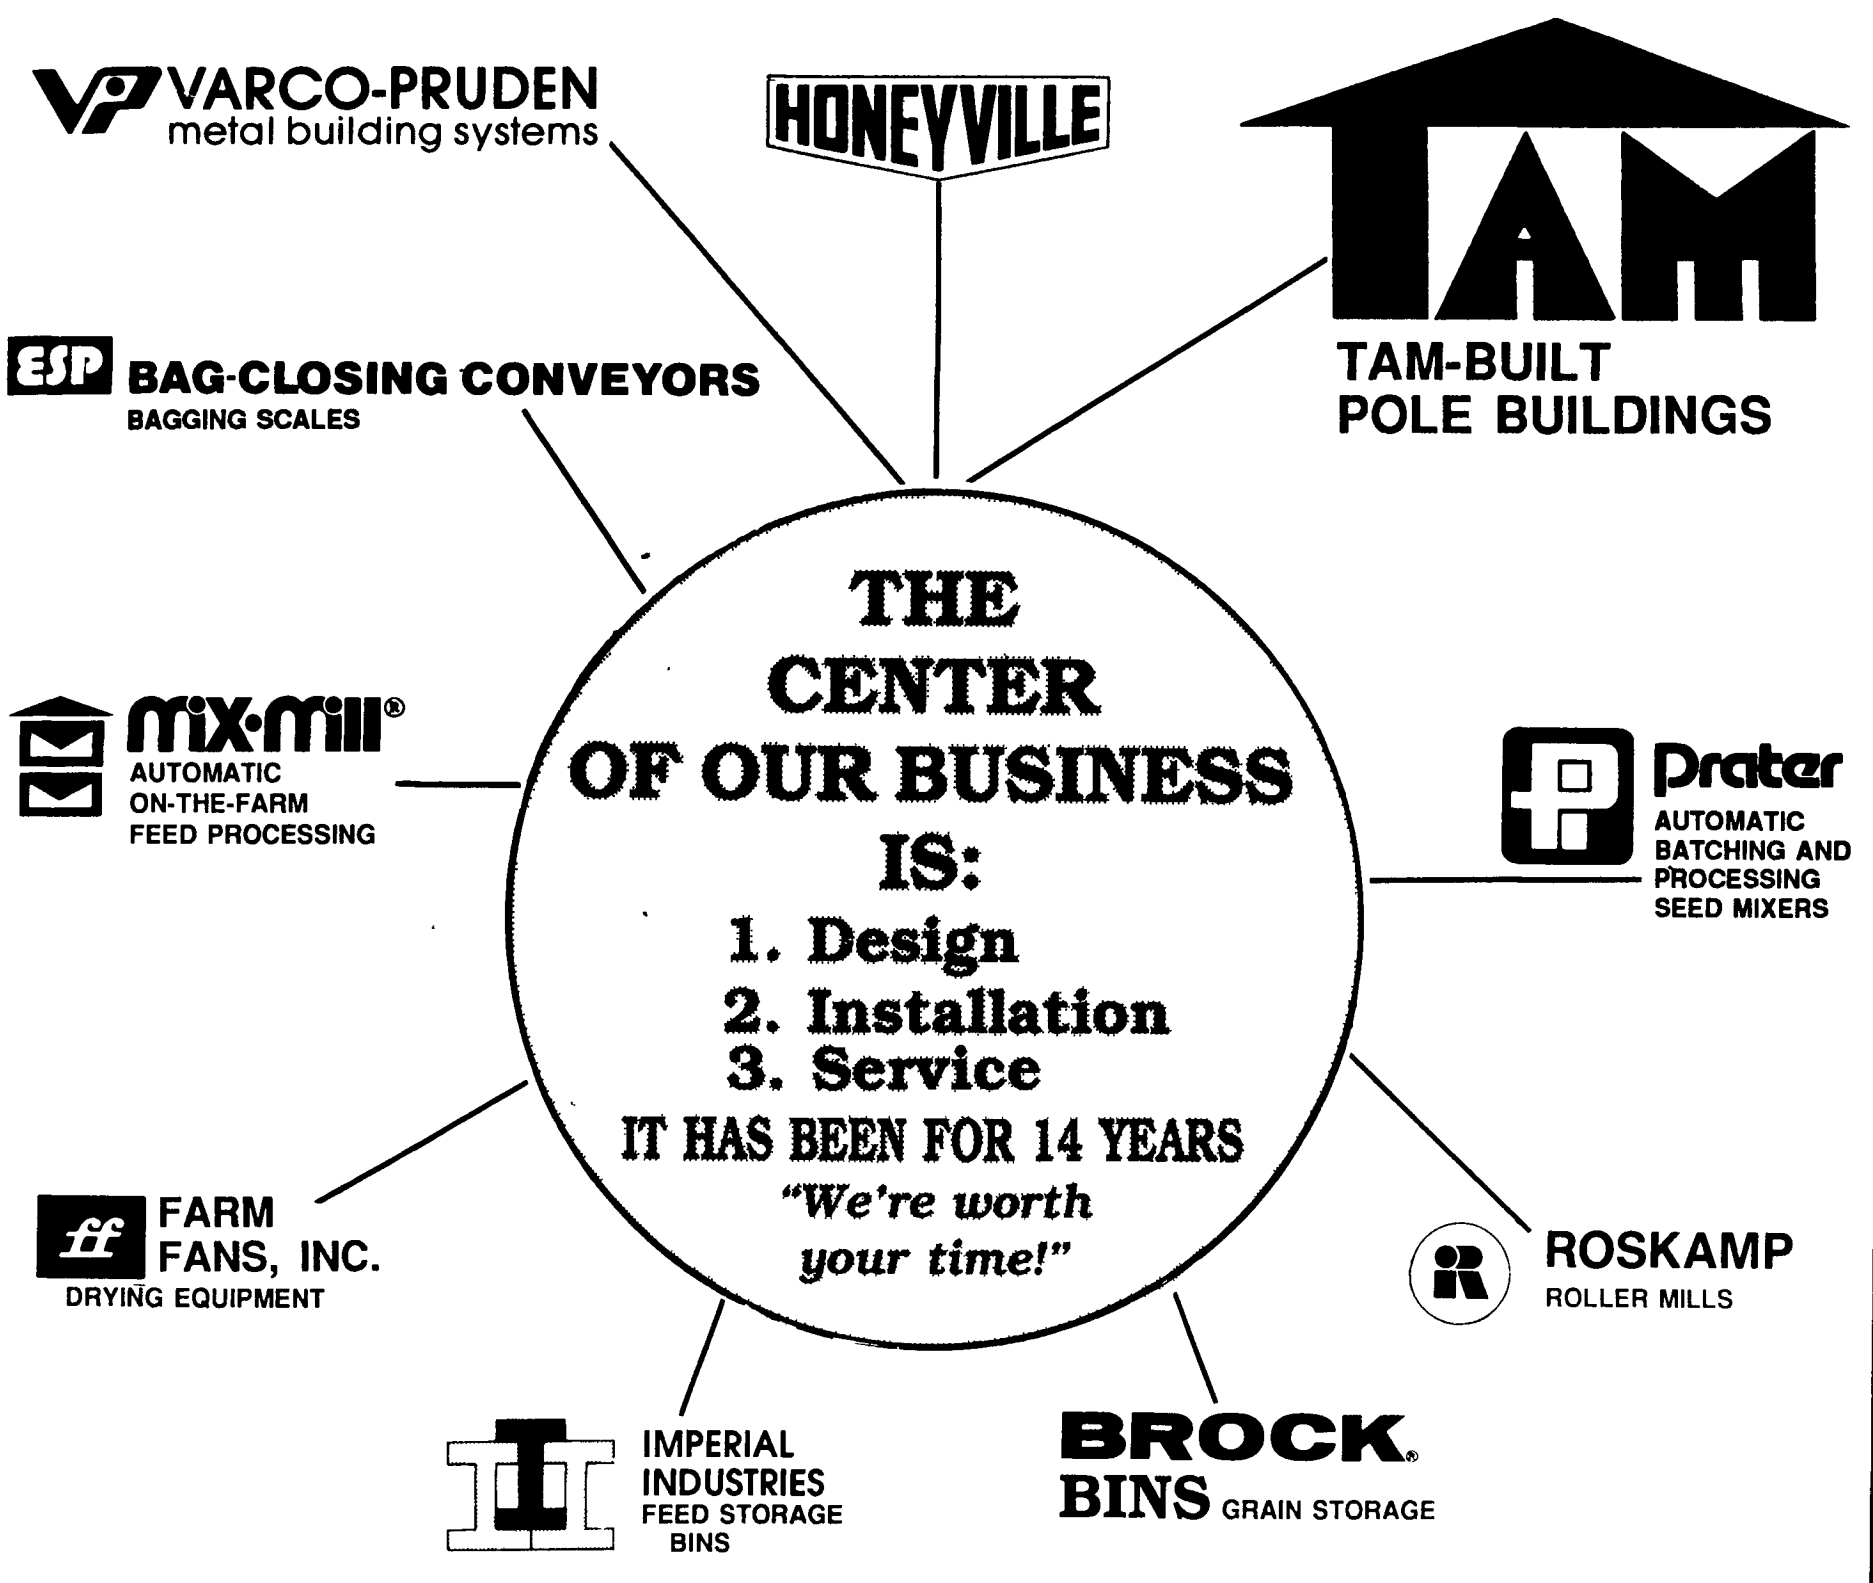 VP VARCO-PRUDEN
metal building systems
HONEYVILLE
TAM
TAM-BUILT
POLE BUILDINGS
ESP BAG-CLOSING CONVEYORS
BAGGING SCALES
THE
CENTER
OF OUR BUSINESS
IS:
1. Design
2. Installation
3. Service
IT HAS BEEN FOR 14 YEARS
"We're worth
your time!"
mix·mill®
AUTOMATIC
ON-THE-FARM
FEED PROCESSING
P Prater
AUTOMATIC
BATCHING AND
PROCESSING
SEED MIXERS
ff FARM
FANS, INC.
DRYING EQUIPMENT
R ROSKAMP
ROLLER MILLS
IMPERIAL
INDUSTRIES
FEED STORAGE
BINS
BROCK®
BINS GRAIN STORAGE